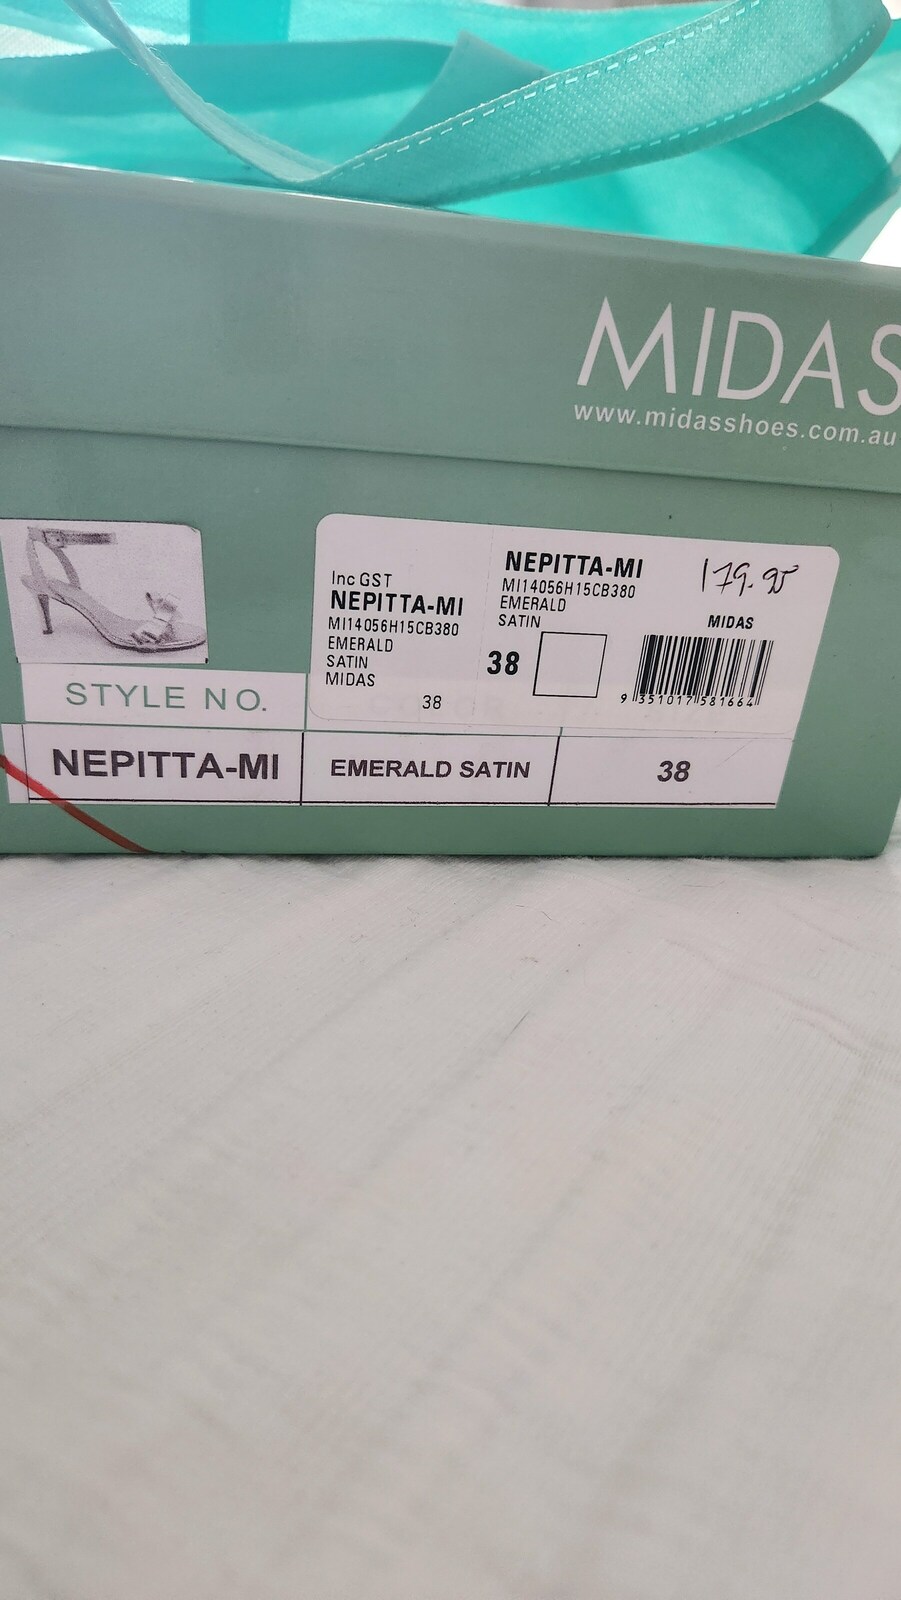 MIDAS
www.midasshoes.com.au
Inc GST
NEPITTA-MI
MI14056H15CB380
EMERALD
SATIN
MIDAS
38
NEPITTA-MI
MI14056H15CB380
EMERALD
SATIN
38
179.95
MIDAS
9 351017 581664
STYLE NO.
NEPITTA-MI EMERALD SATIN 38